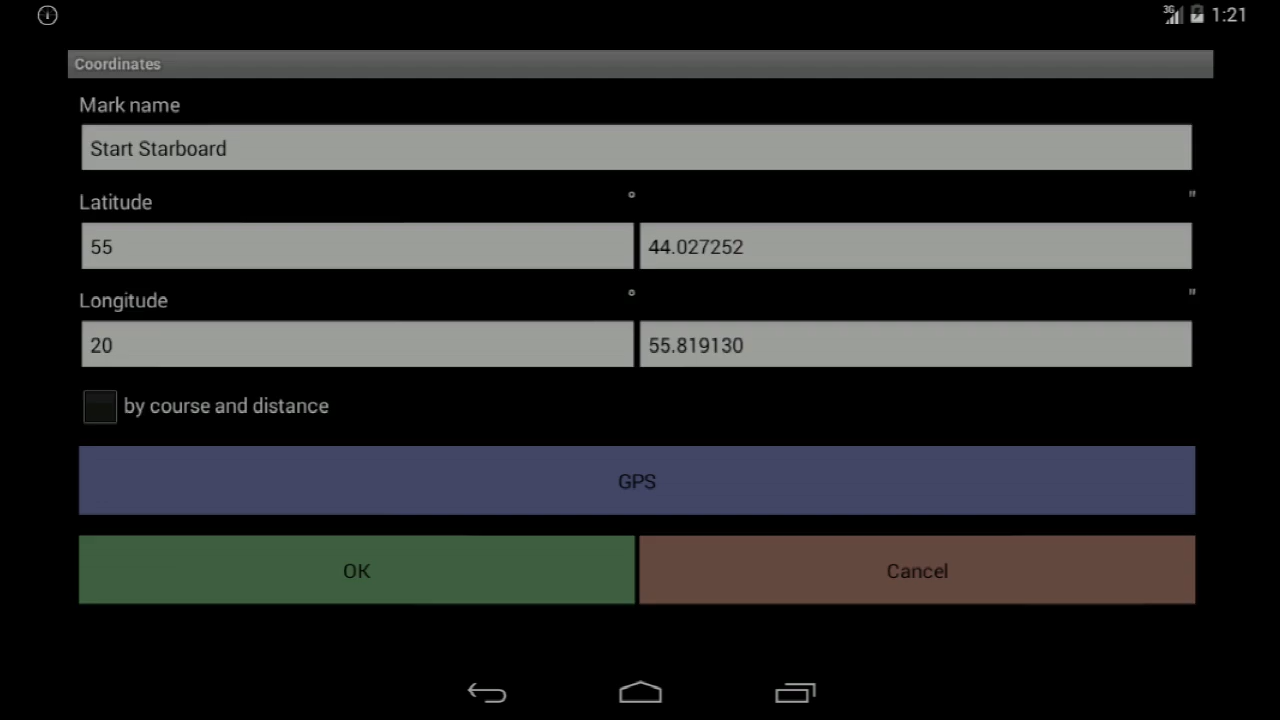 3G 1:21
Coordinates
Mark name
Start Starboard
Latitude ° "
55 44.027252
Longitude ° "
20 55.819130
by course and distance
GPS
OK Cancel